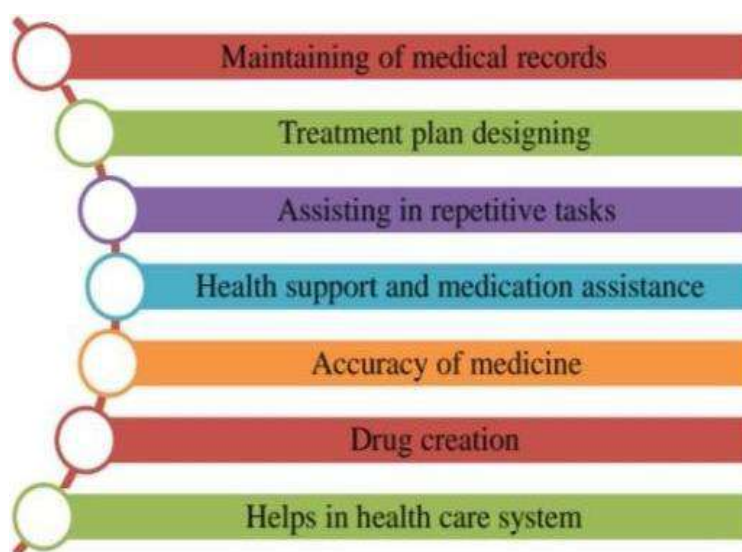 Maintaining of medical records
Treatment plan designing
Assisting in repetitive tasks
Health support and medication assistance
Accuracy of medicine
Drug creation
Helps in health care system